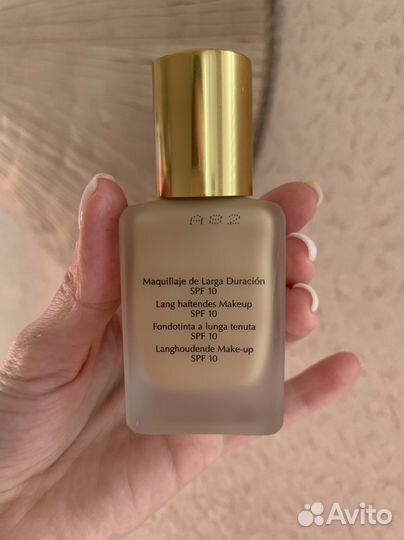 A82
Maquillaje de Larga Duración
SPF 10
Lang haftendes Makeup
SPF 10
Fondotinta a lunga tenuta
SPF 10
Langhoudende Make-up
SPF 10
Avito